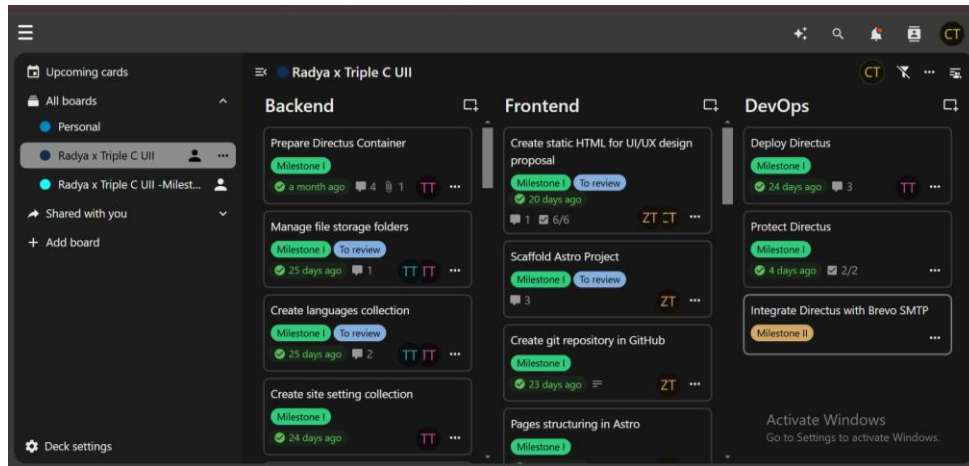 CT
Upcoming cards
All boards
Personal
Radya x Triple C UII
Radya x Triple C UII -Milest...
Shared with you
Add board
Deck settings
Radya x Triple C UII
CT
Backend
Prepare Directus Container
Milestone I
a month ago 4 1 TT
Manage file storage folders
Milestone I To review
25 days ago 1 TT TT
Create languages collection
Milestone I To review
25 days ago 2 TT TT
Create site setting collection
Milestone I
24 days ago TT
Frontend
Create static HTML for UI/UX design
proposal
Milestone I To review
20 days ago
1 6/6 ZT CT
Scaffold Astro Project
Milestone I To review
3 ZT
Create git repository in GitHub
Milestone I
23 days ago ZT
Pages structuring in Astro
Milestone I
DevOps
Deploy Directus
Milestone I
24 days ago 3 TT
Protect Directus
Milestone I
4 days ago 2/2
Integrate Directus with Brevo SMTP
Milestone II
Activate Windows
Go to Settings to activate Windows.